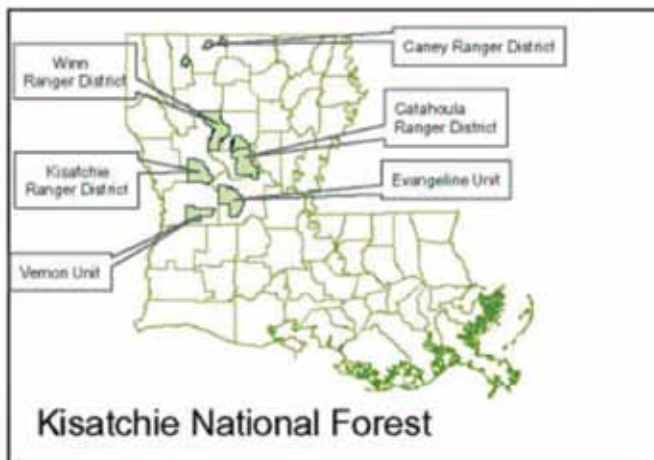 Winn
Ranger District
Caney Ranger District
Catahoula
Ranger District
Kisatchie
Ranger District
Evangeline Unit
Vernon Unit
Kisatchie National Forest